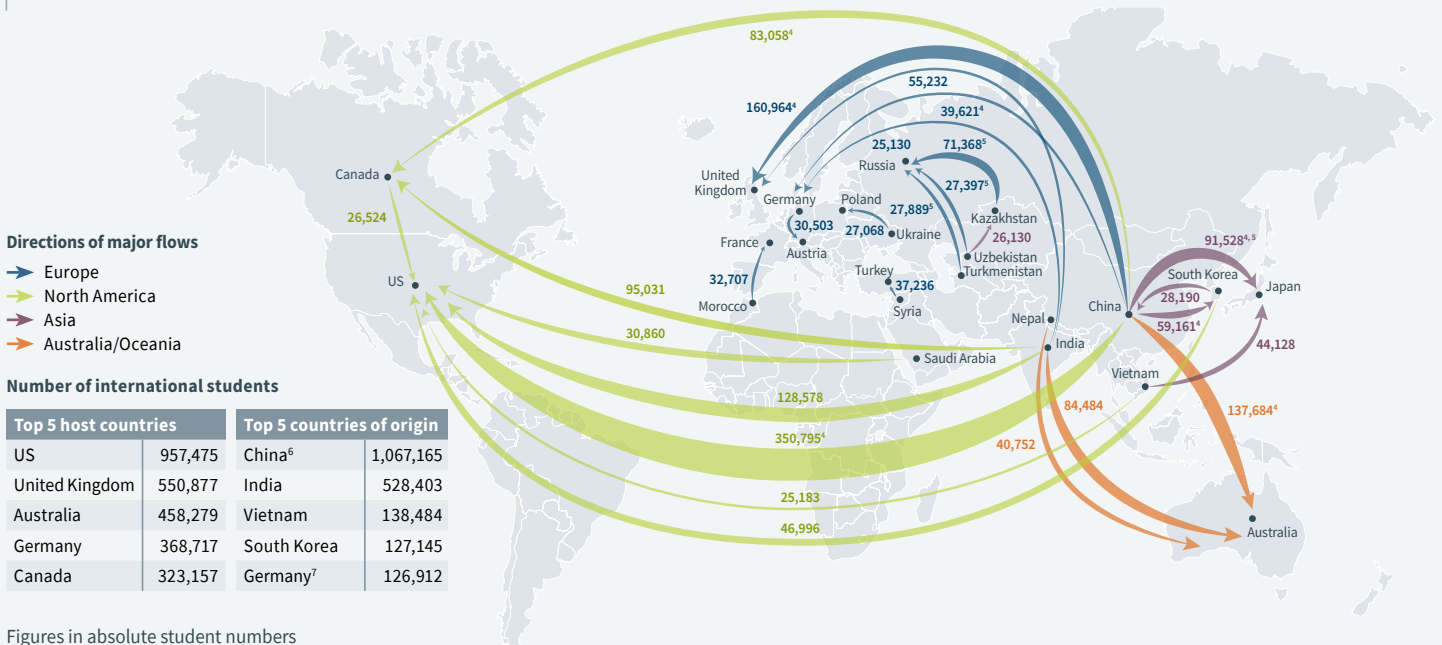 83,058⁴
55,232
160,964⁴
39,621⁴
25,130
71,368⁵
Russia
Canada
United
Kingdom
Germany
Poland
27,397⁵
27,889⁵
Kazakhstan
26,524
30,503
27,068
Ukraine
26,130
France
Austria
Uzbekistan
Turkmenistan
Turkey
32,707
37,236
Morocco
Syria
91,528⁴,⁵
South Korea
Japan
28,190
China
59,161⁴
44,128
US
95,031
30,860
Nepal
India
Saudi Arabia
Vietnam
128,578
84,484
137,684⁴
350,795⁴
40,752
25,183
46,996
Australia
Directions of major flows
Europe
North America
Asia
Australia/Oceania
Number of international students
Top 5 host countries
US 957,475
United Kingdom 550,877
Australia 458,279
Germany 368,717
Canada 323,157
Top 5 countries of origin
China⁶ 1,067,165
India 528,403
Vietnam 138,484
South Korea 127,145
Germany⁷ 126,912
Figures in absolute student numbers